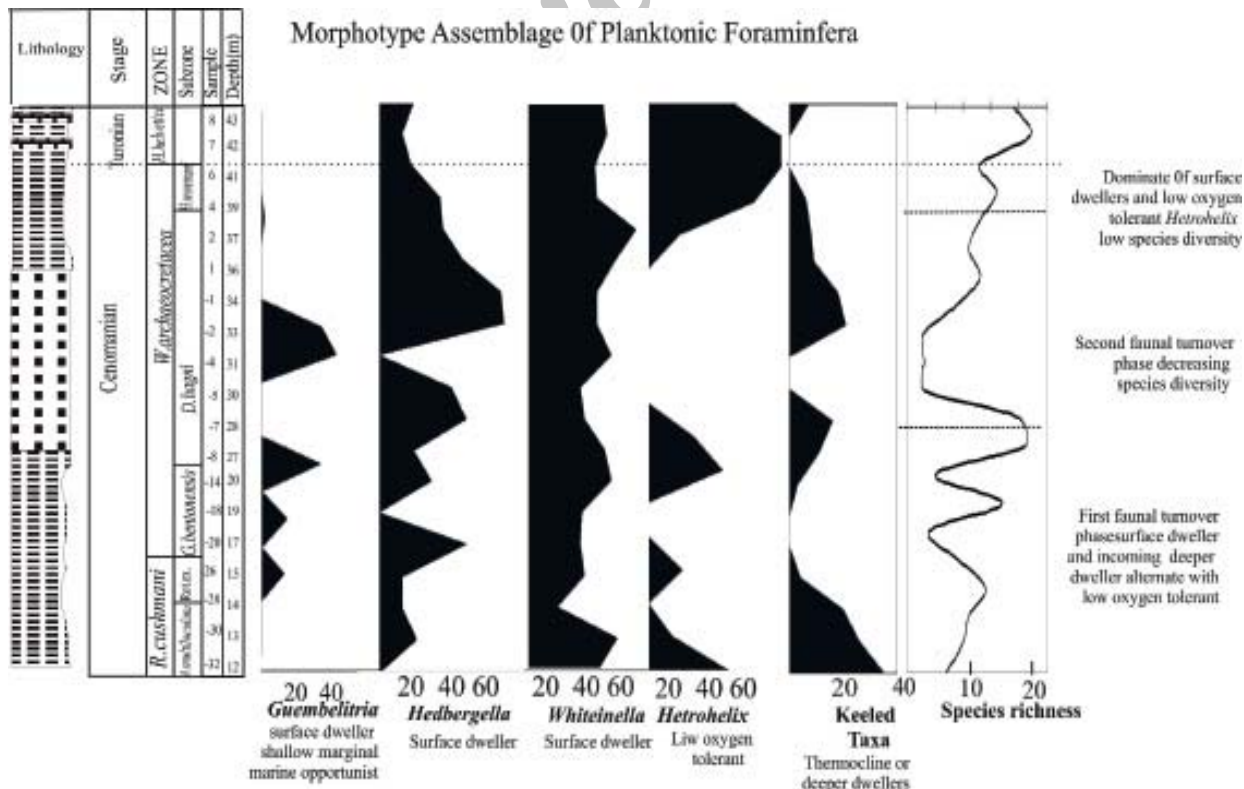 Morphotype Assemblage 0f Planktonic Foraminfera
Lithology
Stage
ZONE
Subzone
Sample
Depth(m)
Turonian
Cenomanian
W.archaeocretacea
R.cushmani
D.hagni
G.bentonensis
8
7
6
4
2
1
-1
-2
-4
-5
-7
-8
-14
-18
-20
26
-28
-30
-32
43
42
41
39
37
36
34
33
31
30
28
27
20
19
17
15
14
13
12
20 40
Guembelitria
surface dweller
shallow marginal
marine opportunist
20 40 60
Hedbergella
Surface dweller
20 40 60
Whiteinella
Surface dweller
20 40 60
Hetrohelix
Liw oxygen
tolerant
20 40
Keeled
Taxa
Thermocline or
deeper dwellers
10 20
Species richness
Dominate 0f surface
dwellers and low oxygen
tolerant Hetrohelix
low species diversity
Second faunal turnover
phase decreasing
species diversity
First faunal turnover
phasesurface dweller
and incoming deeper
dweller alternate with
low oxygen tolerant